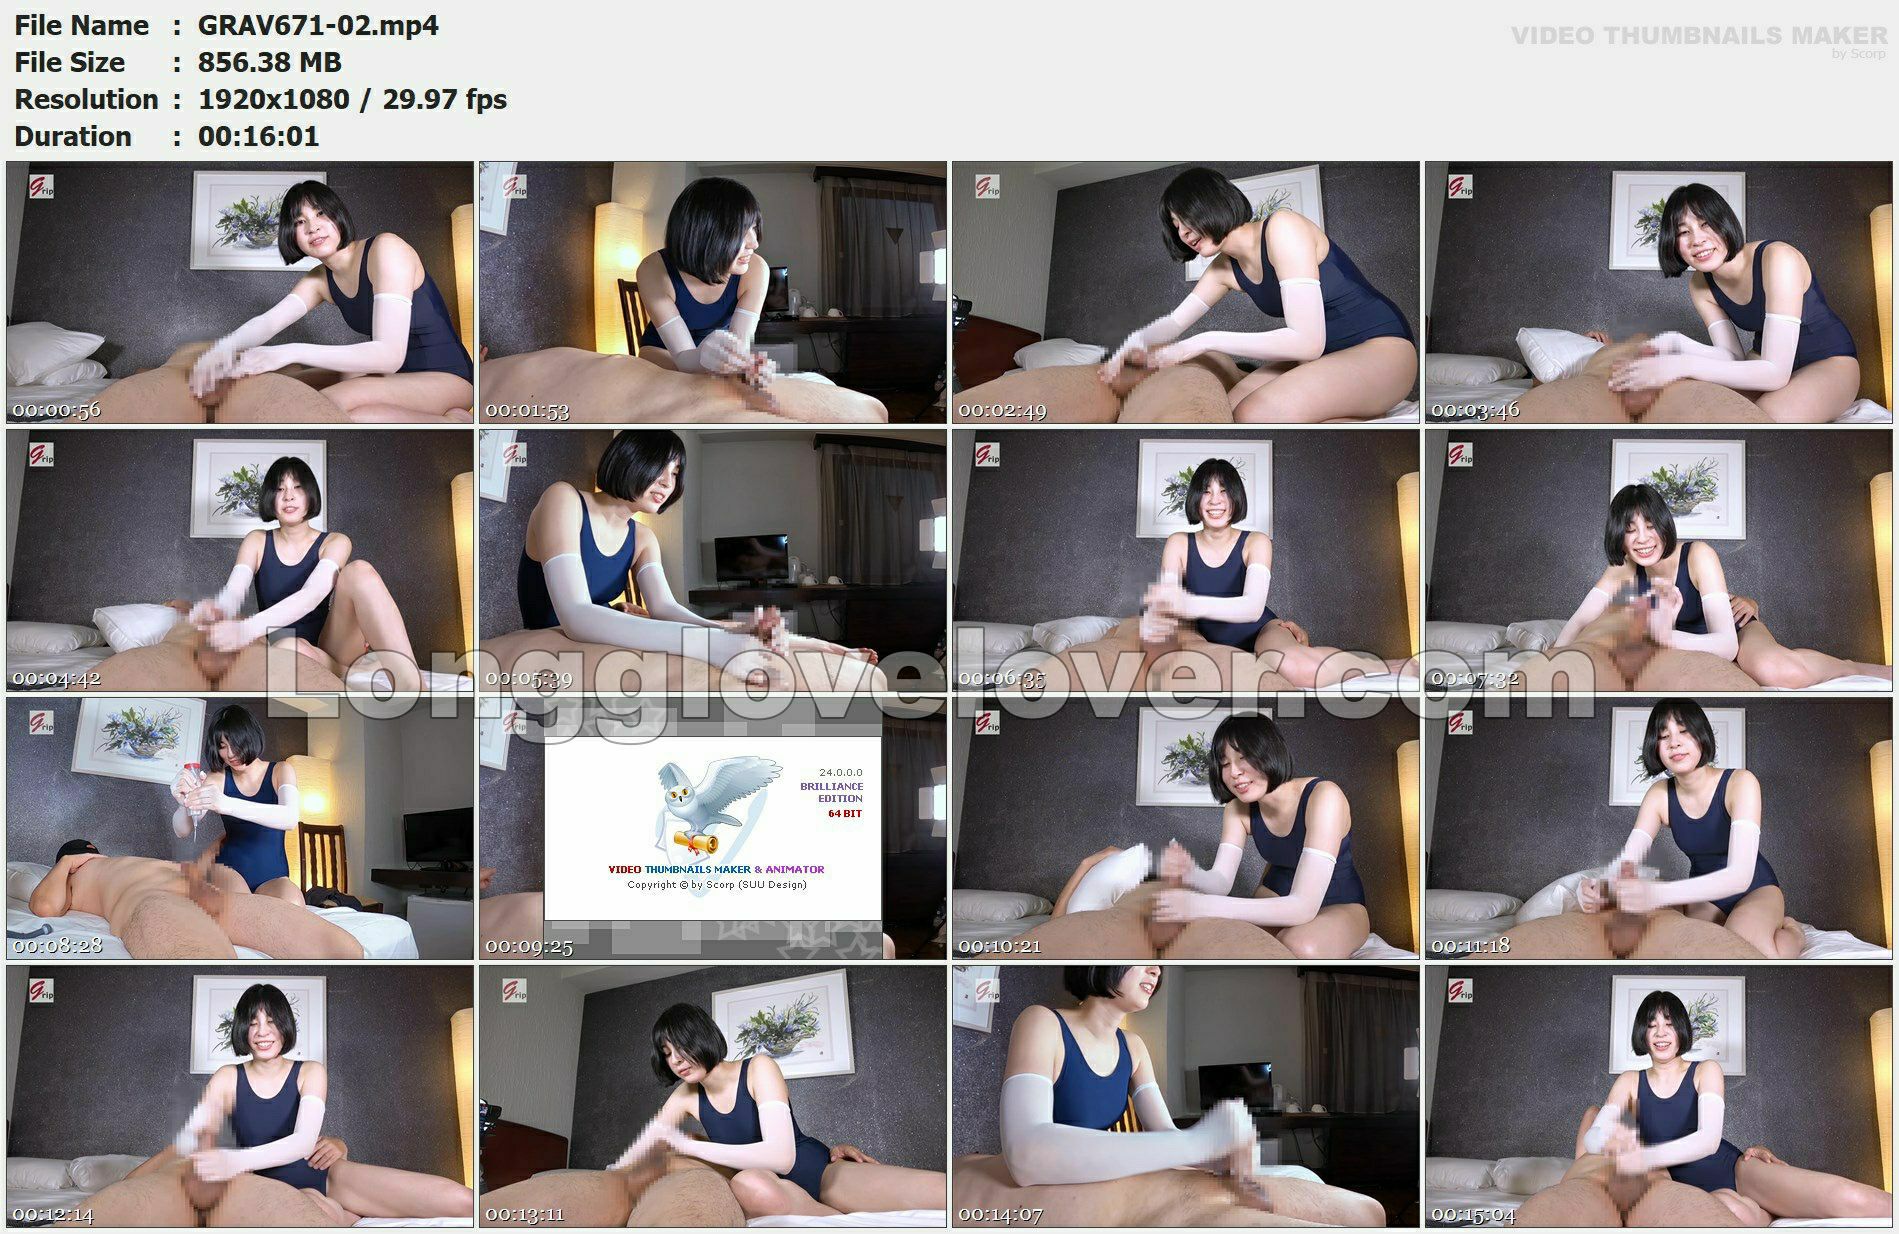 File Name : GRAV671-02.mp4
File Size : 856.38 MB
Resolution : 1920x1080 / 29.97 fps
Duration : 00:16:01
VIDEO THUMBNAILS MAKER
by Scorp
Grip
Grip
Grip
Grip
00:00:56
00:01:53
00:02:49
00:03:46
Grip
Grip
Grip
Grip
00:04:42
00:05:39
00:06:35
00:07:32
Longglovelover.com
Grip
Grip
Grip
Grip
24.0.0.0
BRILLIANCE
EDITION
64 BIT
VIDEO THUMBNAILS MAKER & ANIMATOR
Copyright © by Scorp (SUU Design)
00:08:28
00:09:25
00:10:21
00:11:18
Grip
Grip
Grip
Grip
00:12:14
00:13:11
00:14:07
00:15:04